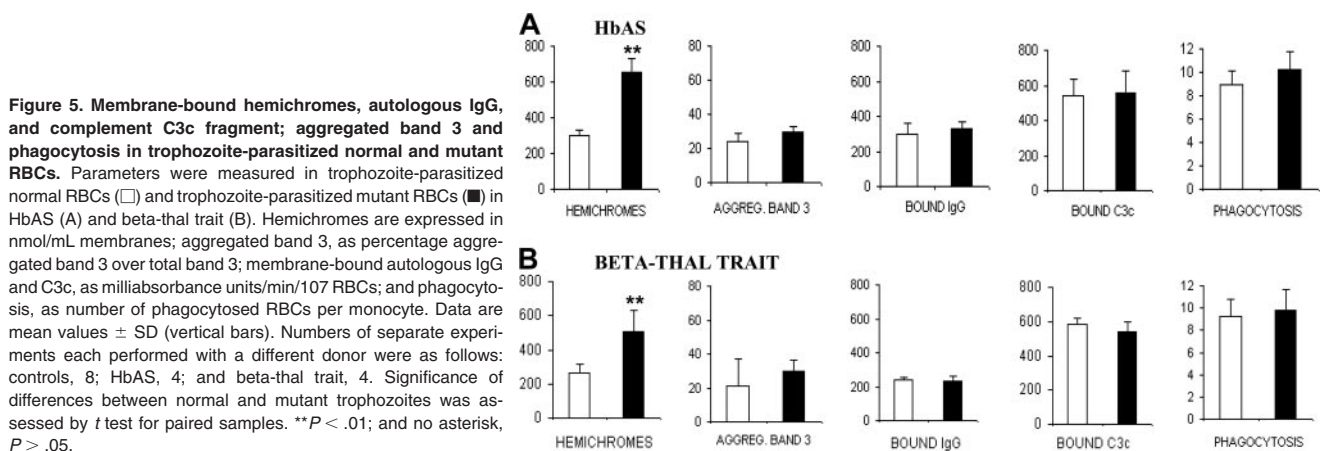 Figure 5. Membrane-bound hemichromes, autologous IgG,
and complement C3c fragment; aggregated band 3 and
phagocytosis in trophozoite-parasitized normal and mutant
RBCs. Parameters were measured in trophozoite-parasitized
normal RBCs (□) and trophozoite-parasitized mutant RBCs (■) in
HbAS (A) and beta-thal trait (B). Hemichromes are expressed in
nmol/mL membranes; aggregated band 3, as percentage aggre-
gated band 3 over total band 3; membrane-bound autologous IgG
and C3c, as milliabsorbance units/min/107 RBCs; and phagocyto-
sis, as number of phagocytosed RBCs per monocyte. Data are
mean values ± SD (vertical bars). Numbers of separate experi-
ments each performed with a different donor were as follows:
controls, 8; HbAS, 4; and beta-thal trait, 4. Significance of
differences between normal and mutant trophozoites was as-
sessed by t test for paired samples. **P < .01; and no asterisk,
P > .05.
A HbAS
800
600
400
200
0
**
HEMICHROMES
80
60
40
20
0
AGGREG. BAND 3
800
600
400
200
0
BOUND IgG
800
600
400
200
0
BOUND C3c
12
10
8
6
4
2
0
PHAGOCYTOSIS
B BETA-THAL TRAIT
800
600
400
200
0
**
HEMICHROMES
80
60
40
20
0
AGGREG. BAND 3
800
600
400
200
0
BOUND IgG
800
600
400
200
0
BOUND C3c
12
10
8
6
4
2
0
PHAGOCYTOSIS